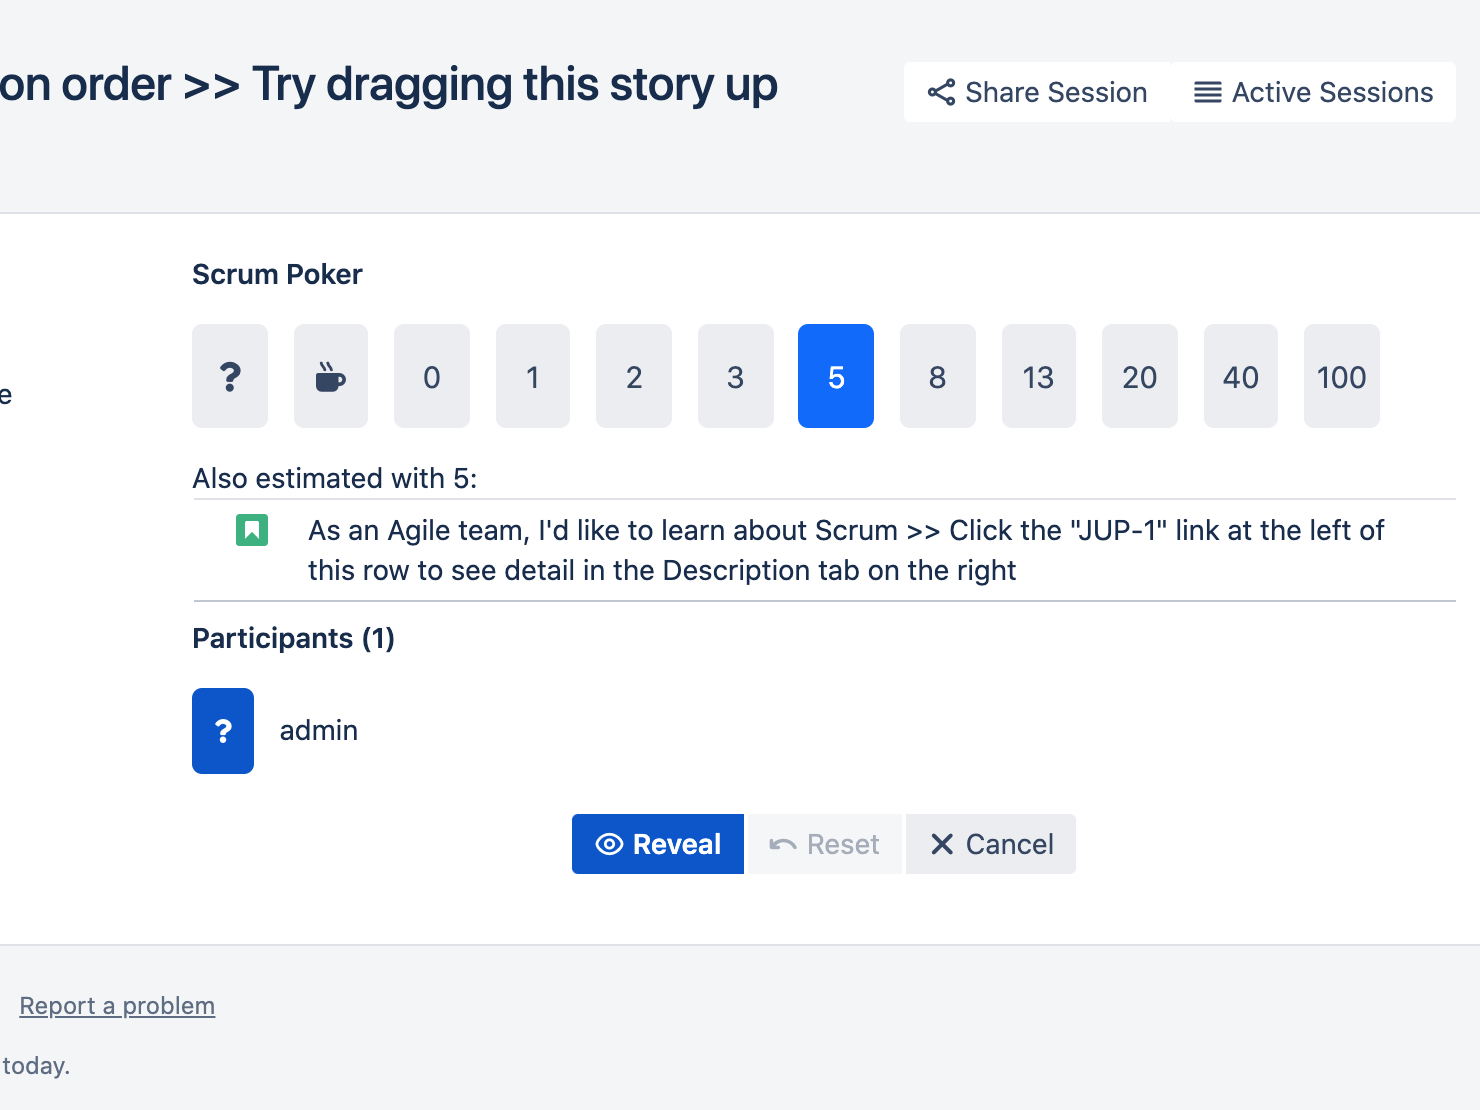 on order >> Try dragging this story up
Share Session
Active Sessions
Scrum Poker
? 0 1 2 3 5 8 13 20 40 100
Also estimated with 5:
As an Agile team, I'd like to learn about Scrum >> Click the "JUP-1" link at the left of
this row to see detail in the Description tab on the right
Participants (1)
? admin
Reveal
Reset
Cancel
e
Report a problem
today.